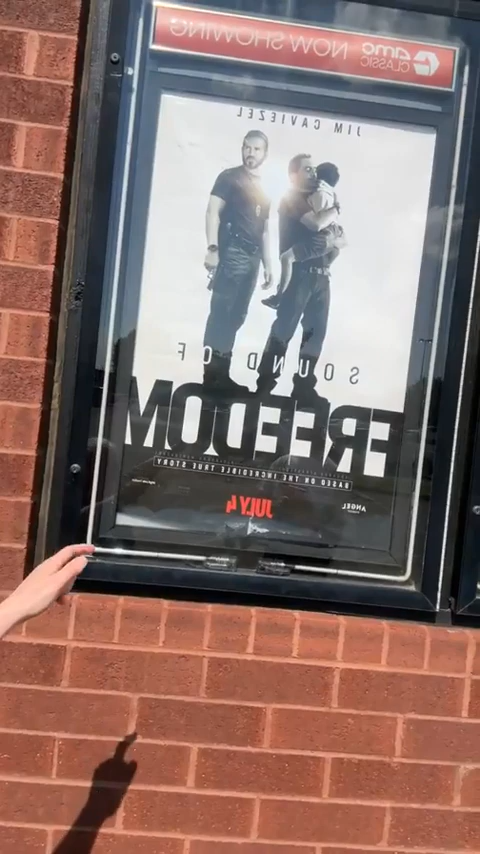 amc CLASSIC NOW SHOWING
JIM CAVIEZEL
SOUND OF
FREEDOM
BASED ON THE INCREDIBLE TRUE STORY
ANGEL
JULY 4